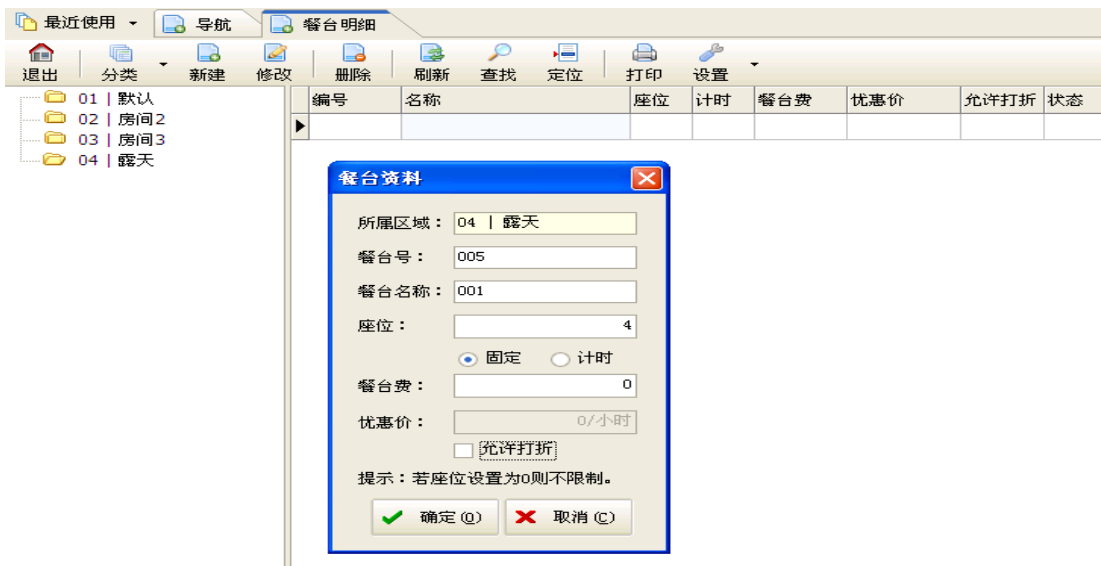 最近使用 导航 餐台明细
退出 分类 新建 修改 删除 刷新 查找 定位 打印 设置
01 | 默认
02 | 房间2
03 | 房间3
04 | 露天
编号 名称 座位 计时 餐台费 优惠价 允许打折 状态
餐台资料
所属区域： 04 | 露天
餐台号： 005
餐台名称： 001
座位： 4
固定 计时
餐台费： 0
优惠价： 0/小时
允许打折
提示：若座位设置为0则不限制。
确定(O) 取消(C)